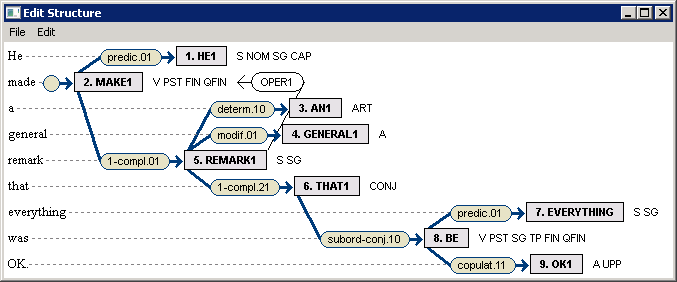 Edit Structure
File Edit
He predic.01 1. HE1 S NOM SG CAP
made 2. MAKE1 V PST FIN QFIN OPER1
a determ.10 3. AN1 ART
general modif.01 4. GENERAL1 A
remark 1-compl.01 5. REMARK1 S SG
that 1-compl.21 6. THAT1 CONJ
everything predic.01 7. EVERYTHING S SG
was subord-conj.10 8. BE V PST SG TP FIN QFIN
OK. copulat.11 9. OK1 A UPP